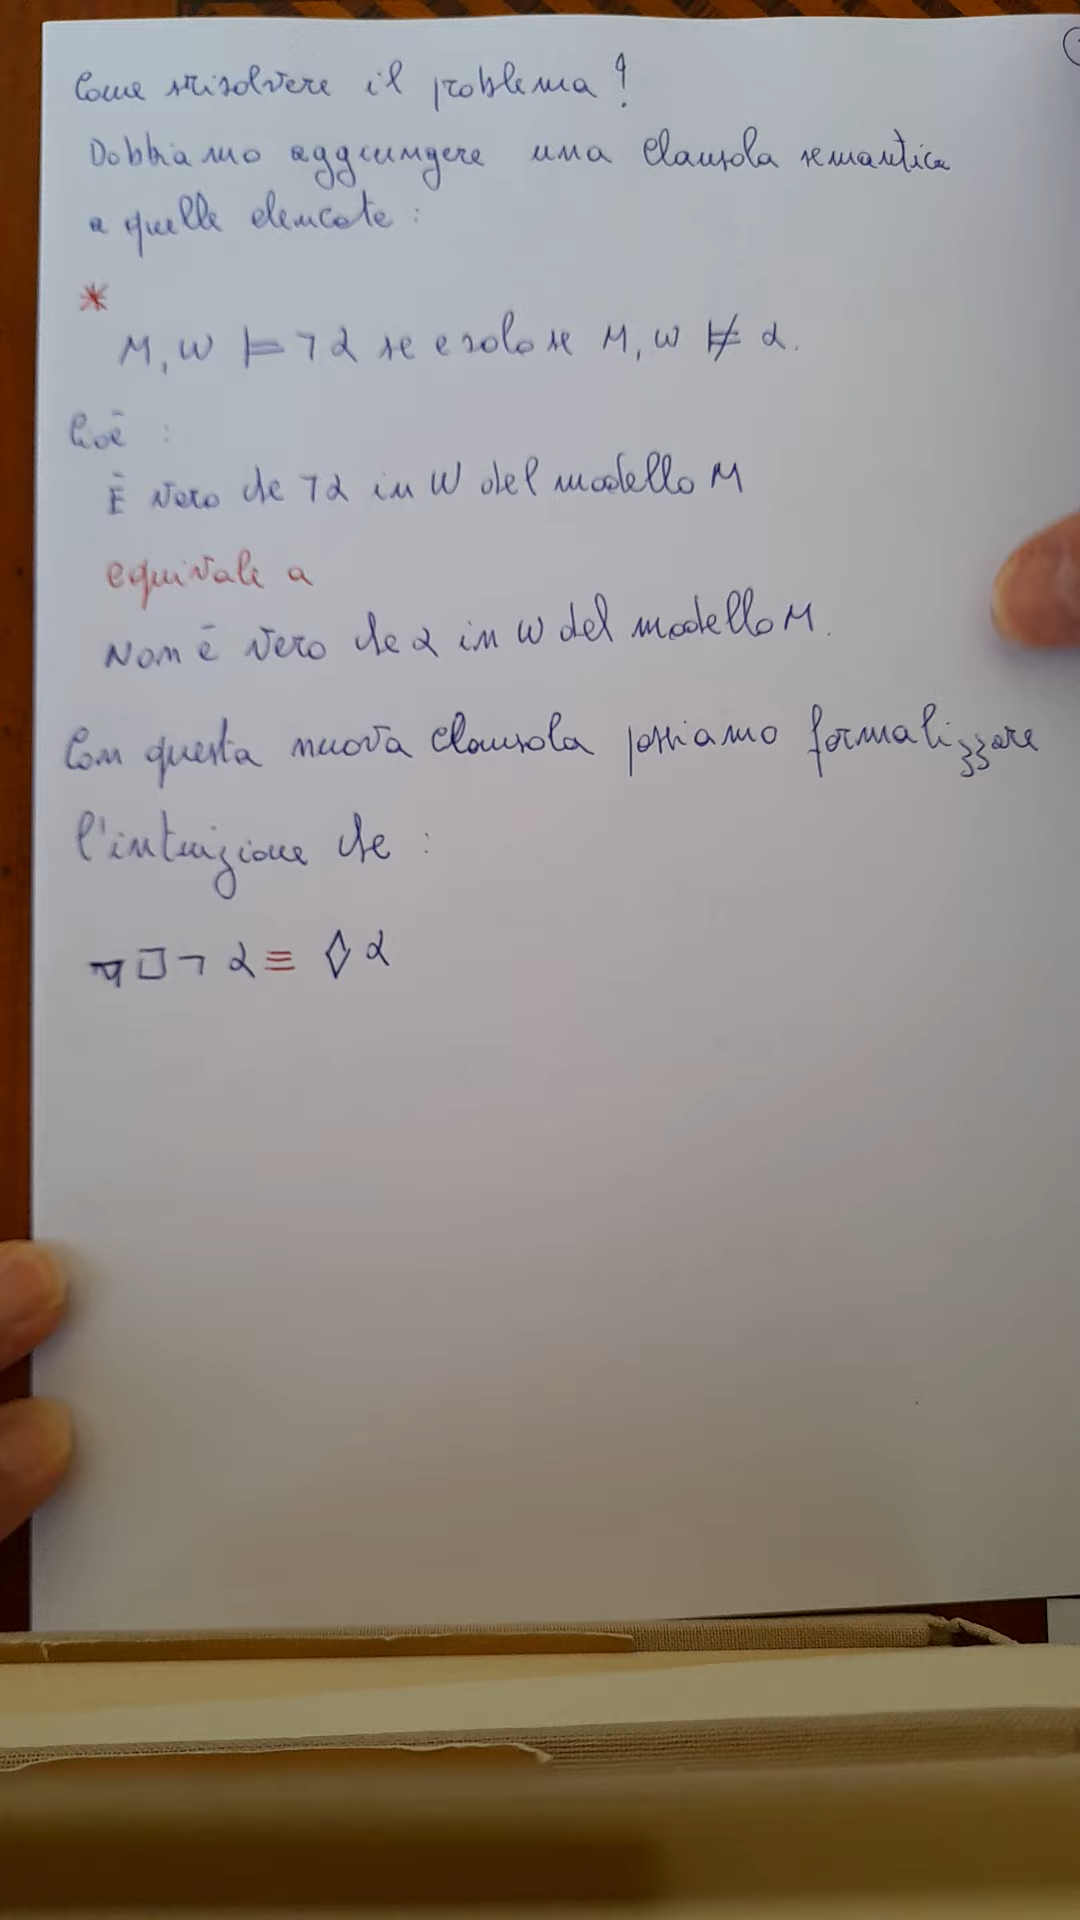 Come risolvere il problema?
Dobbiamo aggiungere una clausola semantica
a quelle elencate:
*
M, W ⊨ ¬α se e solo se M, W ⊭ α.
Cioè :
È vero che ¬α in W del modello M
equivale a
Non è vero che α in W del modello M.
Con questa nuova clausola possiamo formalizzare
l'intuizione che :
¬□¬α ≡ ◊α